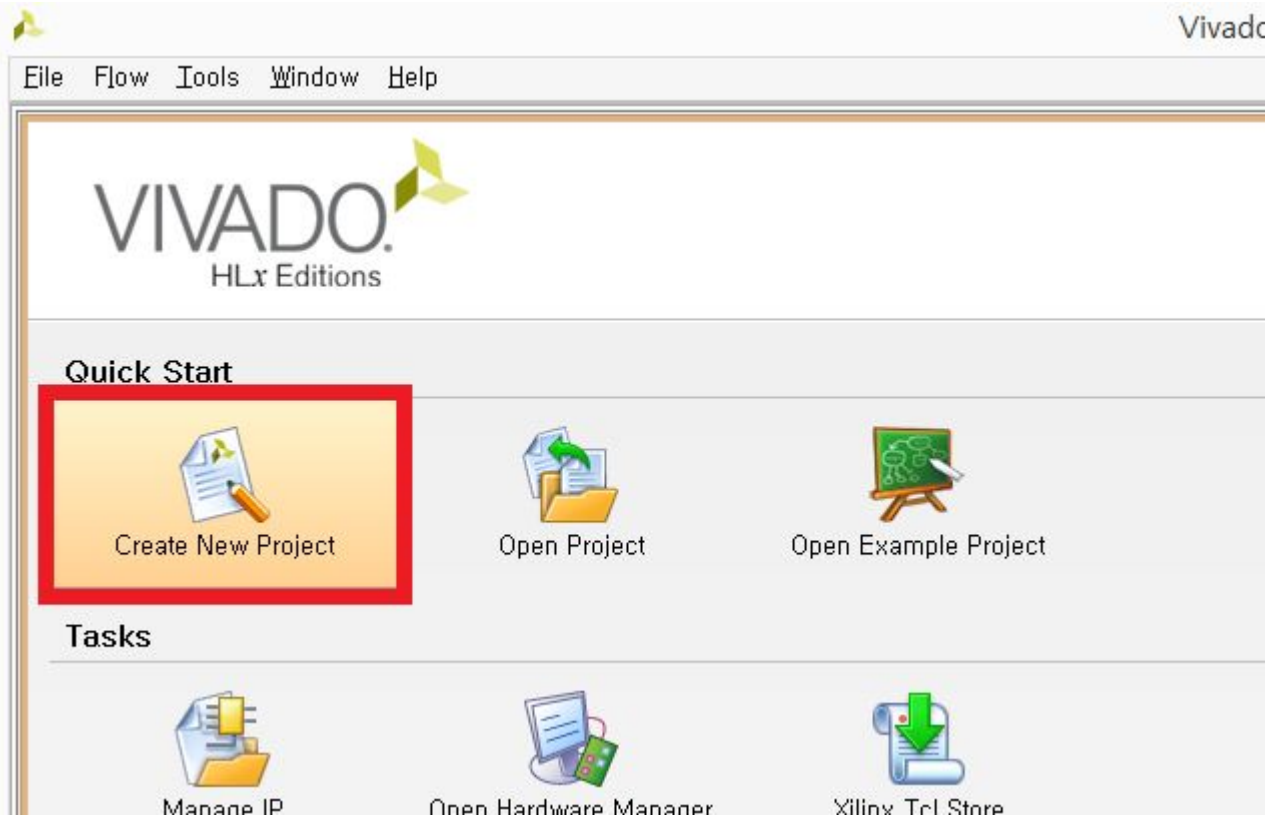 Vivado
File Flow Tools Window Help
VIVADO.
HLx Editions
Quick Start
Create New Project Open Project Open Example Project
Tasks
Manage IP Open Hardware Manager Xilinx Tcl Store